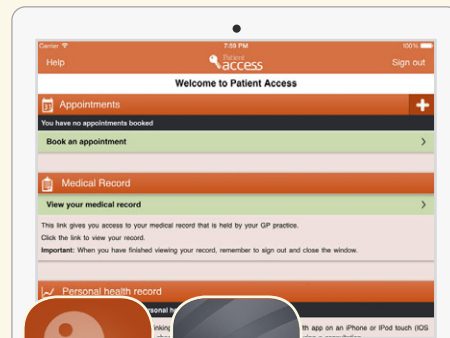 Carrier 7:59 PM 100%
Help Patient access Sign out
Welcome to Patient Access
31 Appointments +
You have no appointments booked
Book an appointment >
Medical Record
View your medical record >
This link gives you access to your medical record that is held by your GP practice.
Click the link to view your record.
Important: When you have finished viewing your record, remember to sign out and close the window.
Personal health record
th app on an iPhone or IPod touch (iOS